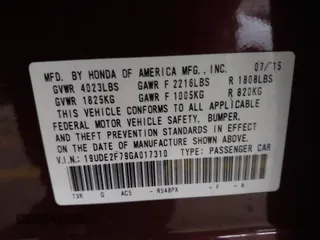 MFD. BY HONDA OF AMERICA MFG., INC. 07/'15
GVWR 4023LBS GAWR F 2216LBS R 1808LBS
GVWR 1825KG GAWR F 1005KG R 820KG
THIS VEHICLE CONFORMS TO ALL APPLICABLE
FEDERAL MOTOR VEHICLE SAFETY, BUMPER,
AND THEFT PREVENTION STANDARDS IN EFFECT
ON THE DATE OF MANUFACTURE SHOWN ABOVE.
V.I.N.: 19UDE2F79GA017310 TYPE: PASSENGER CAR